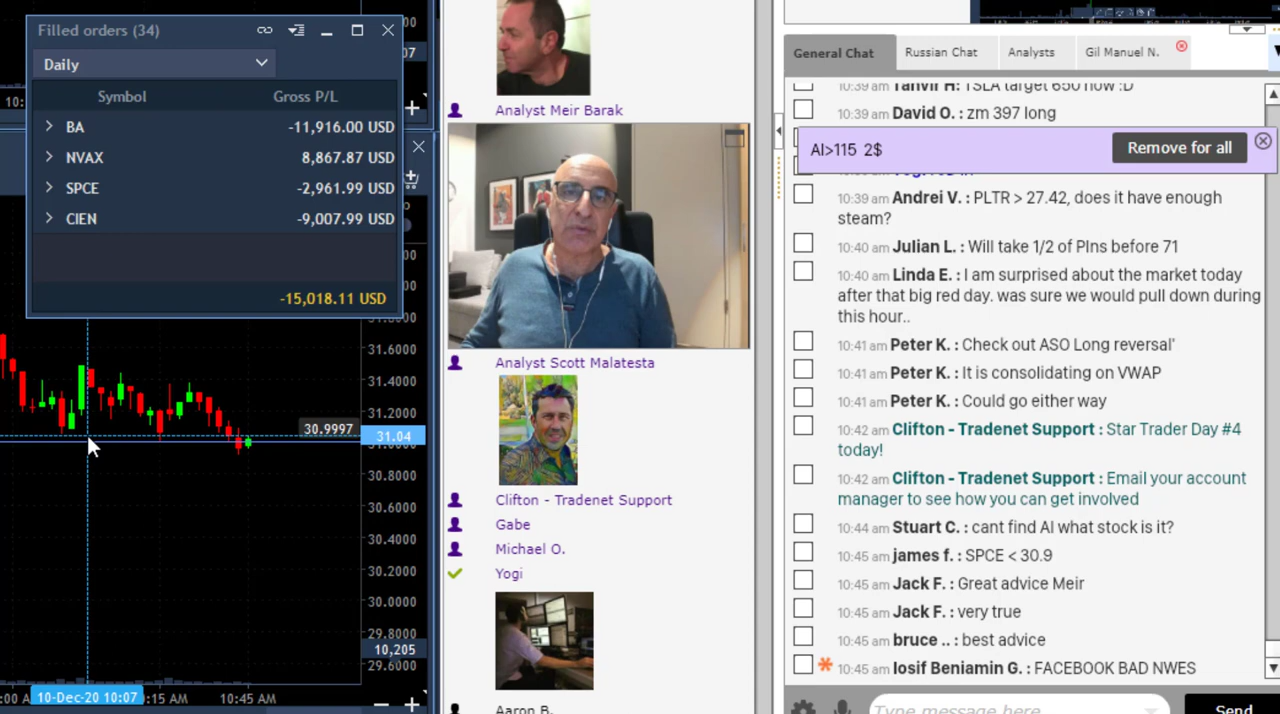 Filled orders (34)
Daily
Symbol Gross P/L
BA -11,916.00 USD
NVAX 8,867.87 USD
SPCE -2,961.99 USD
CIEN -9,007.99 USD
-15,018.11 USD
31.6000
31.4000
31.2000
30.9997
31.04
30.8000
30.6000
30.4000
30.2000
30.0000
29.8000
10,205
29.6000
10-Dec-20 10:07
:15 AM
10:45 AM
Analyst Meir Barak
Analyst Scott Malatesta
Clifton - Tradenet Support
Gabe
Michael O.
Yogi
Aaron B.
General Chat
Russian Chat
Analysts
Gil Manuel N.
10:39 am Tanvir H: TSLA target 650 now :D
10:39 am David O. : zm 397 long
AI>115 2$
Remove for all
10:39 am Andrei V. : PLTR > 27.42, does it have enough
steam?
10:40 am Julian L. : Will take 1/2 of PIns before 71
10:40 am Linda E. : I am surprised about the market today
after that big red day. was sure we would pull down during
this hour..
10:41 am Peter K. : Check out ASO Long reversal'
10:41 am Peter K. : It is consolidating on VWAP
10:41 am Peter K. : Could go either way
10:42 am Clifton - Tradenet Support : Star Trader Day #4
today!
10:42 am Clifton - Tradenet Support : Email your account
manager to see how you can get involved
10:44 am Stuart C. : cant find AI what stock is it?
10:45 am james f. : SPCE < 30.9
10:45 am Jack F. : Great advice Meir
10:45 am Jack F. : very true
10:45 am bruce .. : best advice
10:45 am Iosif Beniamin G. : FACEBOOK BAD NWES
Type message here
Send